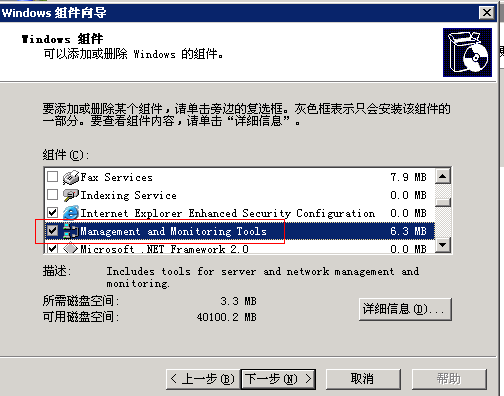 Windows 组件向导
Windows 组件
可以添加或删除 Windows 的组件。
要添加或删除某个组件，请单击旁边的复选框。灰色框表示只会安装该组件的
一部分。要查看组件内容，请单击“详细信息”。
组件(C):
Fax Services 7.9 MB
Indexing Service 0.0 MB
Internet Explorer Enhanced Security Configuration 0.0 MB
Management and Monitoring Tools 6.3 MB
Microsoft .NET Framework 2.0 0.0 MB
描述: Includes tools for server and network management and
monitoring.
所需磁盘空间: 3.3 MB
可用磁盘空间: 40100.2 MB
详细信息(D)...
< 上一步(B) 下一步(N) > 取消 帮助